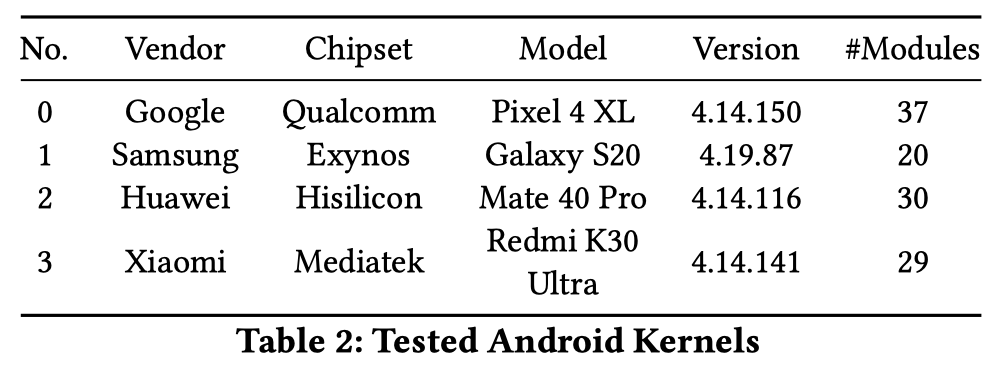 No. Vendor Chipset Model Version #Modules
0 Google Qualcomm Pixel 4 XL 4.14.150 37
1 Samsung Exynos Galaxy S20 4.19.87 20
2 Huawei Hisilicon Mate 40 Pro 4.14.116 30
3 Xiaomi Mediatek Redmi K30 Ultra 4.14.141 29
Table 2: Tested Android Kernels